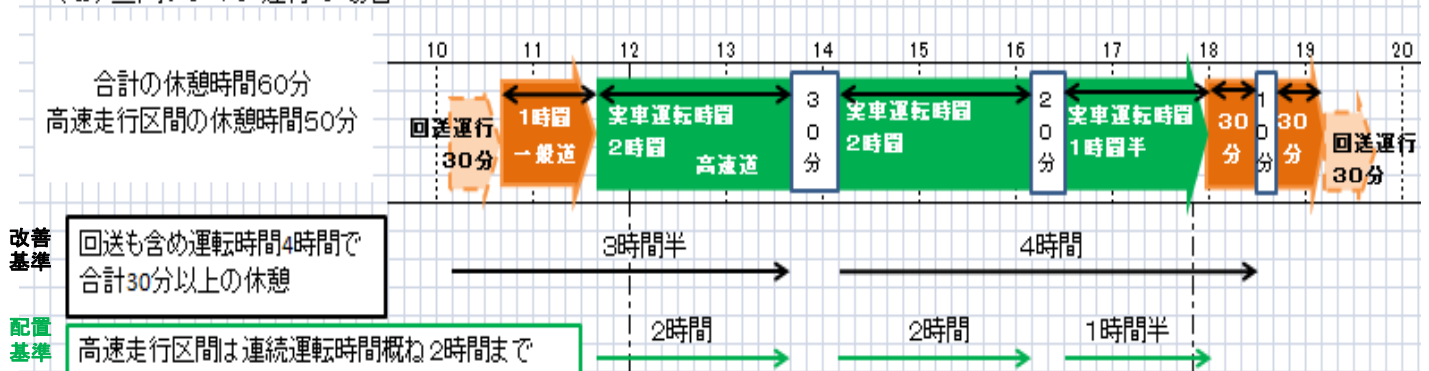 10 11 12 13 14 15 16 17 18 19 20
合計の休憩時間60分
高速走行区間の休憩時間50分
回送運行
30分
1時間
一般道
実車運転時間
2時間
高速道
30分
実車運転時間
2時間
20分
実車運転時間
1時間半
30
分
10分
30
分
回送運行
30分
改善
基準
回送も含め運転時間4時間で
合計30分以上の休憩
3時間半
4時間
配置
基準
高速走行区間は連続運転時間概ね2時間まで
2時間
2時間
1時間半